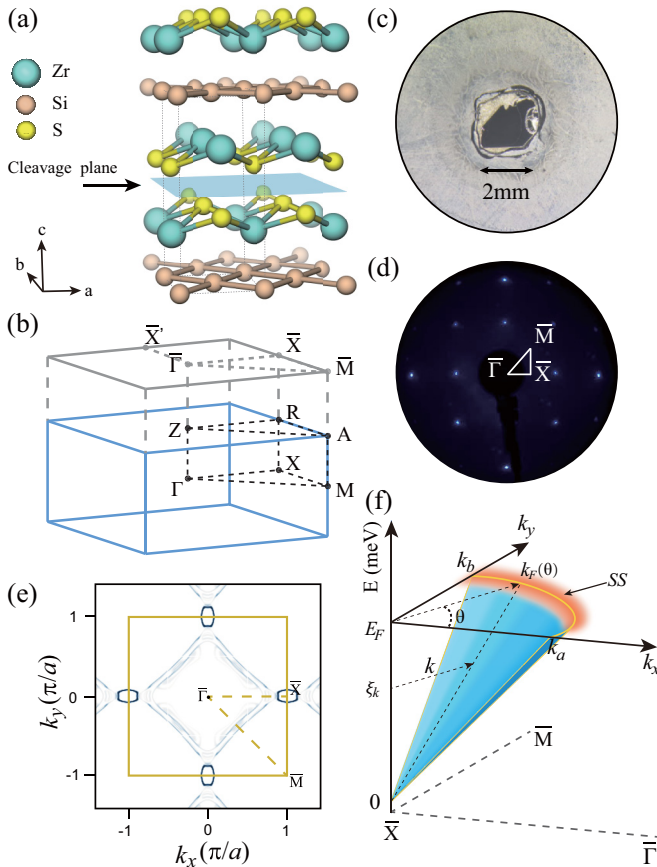 (a)
Zr
Si
S
Cleavage plane
c
b
a
(b)
X̅'
Γ̅
X̅
M̅
Z
R
A
Γ
X
M
(c)
2mm
(d)
M̅
Γ̅
X̅
(e)
1
0
-1
k_y(π/a)
Γ̅
X̅
M̅
-1
0
1
k_x(π/a)
(f)
E (meV)
k_y
k_b
k_F(θ)
SS
θ
E_F
k_a
k_x
k
ξ_k
M̅
0
X̅
Γ̅